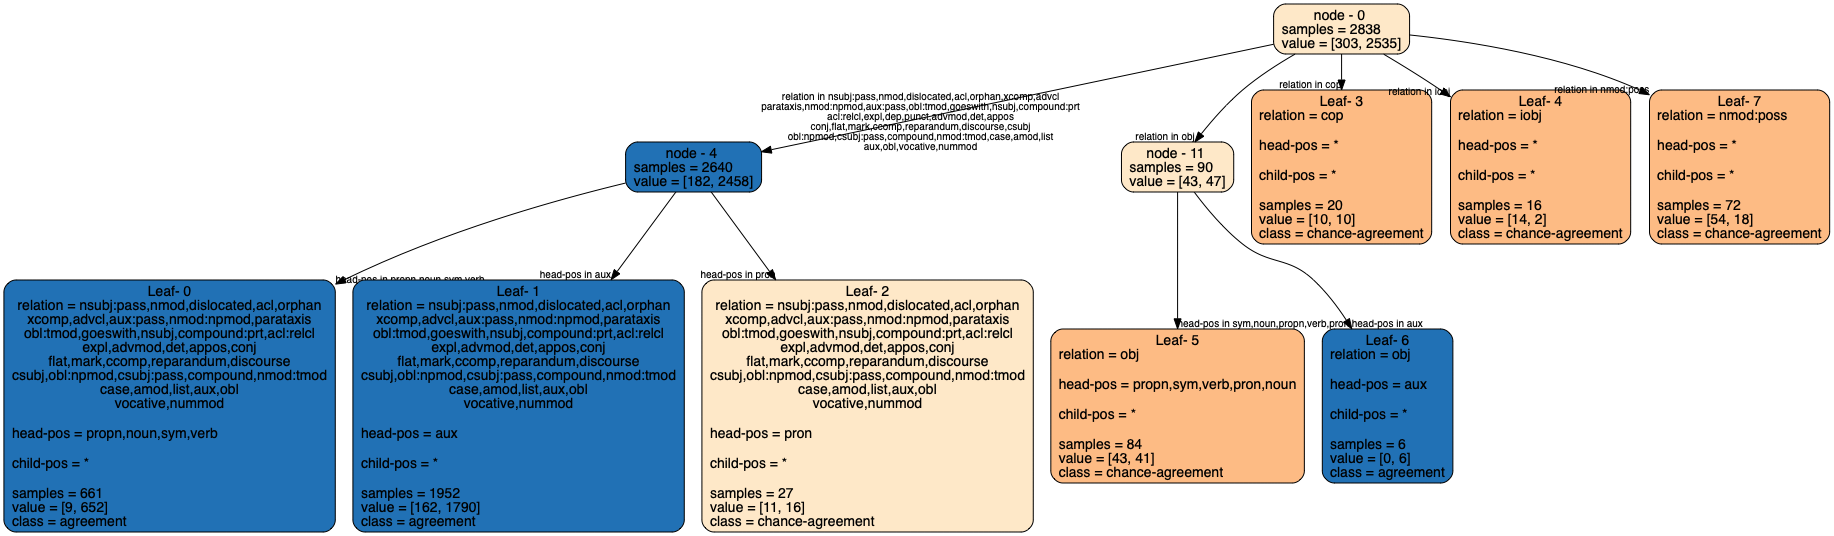 node - 0
samples = 2838
value = [303, 2535]
relation in nsubj:pass,nmod,dislocated,acl,orphan,xcomp,advcl
parataxis,nmod:npmod,aux:pass,obl:tmod,goeswith,nsubj,compound:prt
acl:relcl,expl,dep,punct,advmod,det,appos
conj,flat,mark,ccomp,reparandum,discourse,csubj
obl:npmod,csubj:pass,compound,nmod:tmod,case,amod,list
aux,obl,vocative,nummod
relation in obj
relation in cop
relation in iobj
relation in nmod:poss
node - 4
samples = 2640
value = [182, 2458]
node - 11
samples = 90
value = [43, 47]
Leaf- 3
relation = cop
head-pos = *
child-pos = *
samples = 20
value = [10, 10]
class = chance-agreement
Leaf- 4
relation = iobj
head-pos = *
child-pos = *
samples = 16
value = [14, 2]
class = chance-agreement
Leaf- 7
relation = nmod:poss
head-pos = *
child-pos = *
samples = 72
value = [54, 18]
class = chance-agreement
head-pos in propn,noun,sym,verb
head-pos in aux
head-pos in pron
head-pos in sym,noun,propn,verb,pron
head-pos in aux
Leaf- 0
relation = nsubj:pass,nmod,dislocated,acl,orphan
xcomp,advcl,aux:pass,nmod:npmod,parataxis
obl:tmod,goeswith,nsubj,compound:prt,acl:relcl
expl,advmod,det,appos,conj
flat,mark,ccomp,reparandum,discourse
csubj,obl:npmod,csubj:pass,compound,nmod:tmod
case,amod,list,aux,obl
vocative,nummod
head-pos = propn,noun,sym,verb
child-pos = *
samples = 661
value = [9, 652]
class = agreement
Leaf- 1
relation = nsubj:pass,nmod,dislocated,acl,orphan
xcomp,advcl,aux:pass,nmod:npmod,parataxis
obl:tmod,goeswith,nsubj,compound:prt,acl:relcl
expl,advmod,det,appos,conj
flat,mark,ccomp,reparandum,discourse
csubj,obl:npmod,csubj:pass,compound,nmod:tmod
case,amod,list,aux,obl
vocative,nummod
head-pos = aux
child-pos = *
samples = 1952
value = [162, 1790]
class = agreement
Leaf- 2
relation = nsubj:pass,nmod,dislocated,acl,orphan
xcomp,advcl,aux:pass,nmod:npmod,parataxis
obl:tmod,goeswith,nsubj,compound:prt,acl:relcl
expl,advmod,det,appos,conj
flat,mark,ccomp,reparandum,discourse
csubj,obl:npmod,csubj:pass,compound,nmod:tmod
case,amod,list,aux,obl
vocative,nummod
head-pos = pron
child-pos = *
samples = 27
value = [11, 16]
class = chance-agreement
Leaf- 5
relation = obj
head-pos = propn,sym,verb,pron,noun
child-pos = *
samples = 84
value = [43, 41]
class = chance-agreement
Leaf- 6
relation = obj
head-pos = aux
child-pos = *
samples = 6
value = [0, 6]
class = agreement